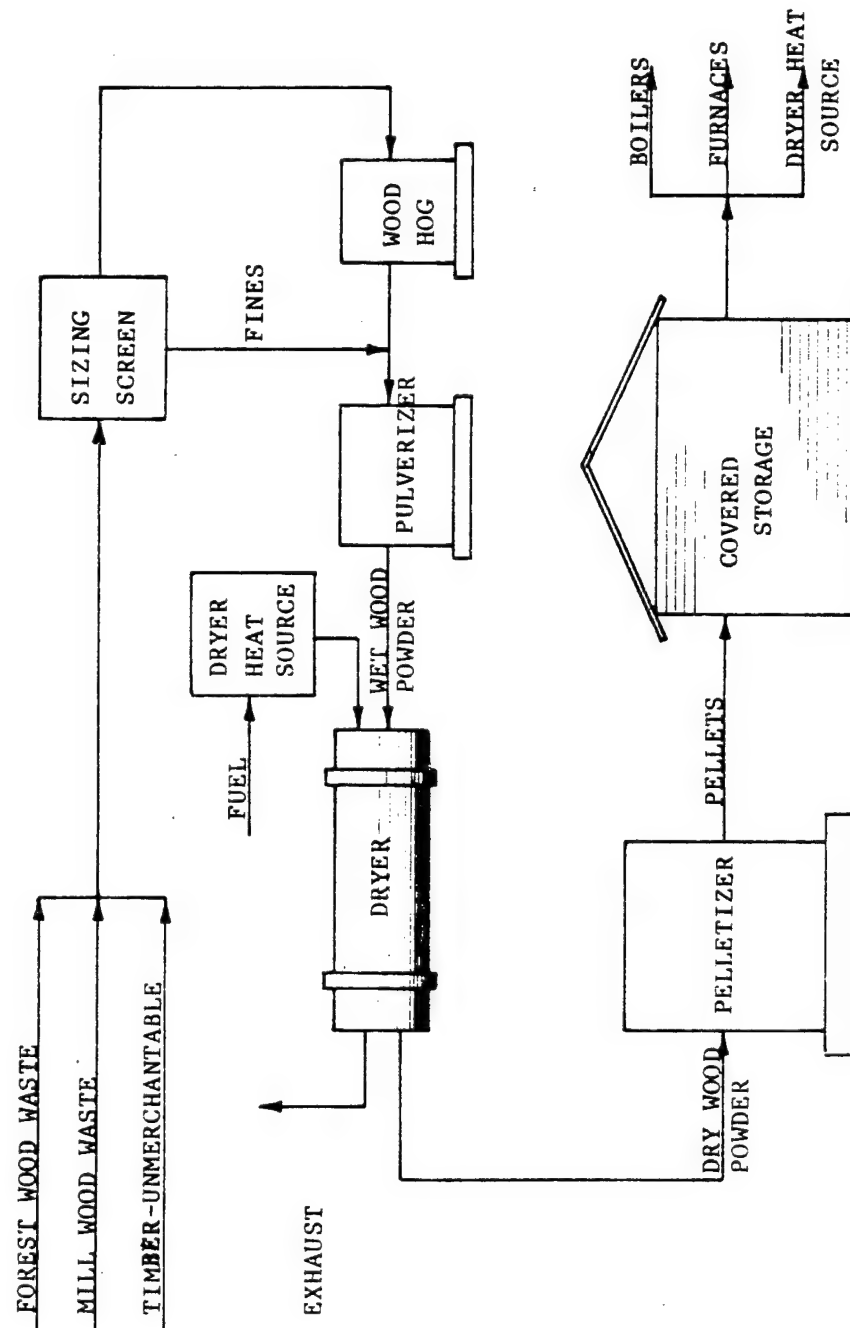 FOREST WOOD WASTE
MILL WOOD WASTE
TIMBER-UNMERCHANTABLE
SIZING
SCREEN
FINES
WOOD
HOG
PULVERIZER
FUEL
DRYER
HEAT
SOURCE
WET WOOD
POWDER
DRYER
EXHAUST
DRY WOOD
POWDER
PELLETIZER
PELLETS
COVERED
STORAGE
BOILERS
FURNACES
DRYER HEAT
SOURCE